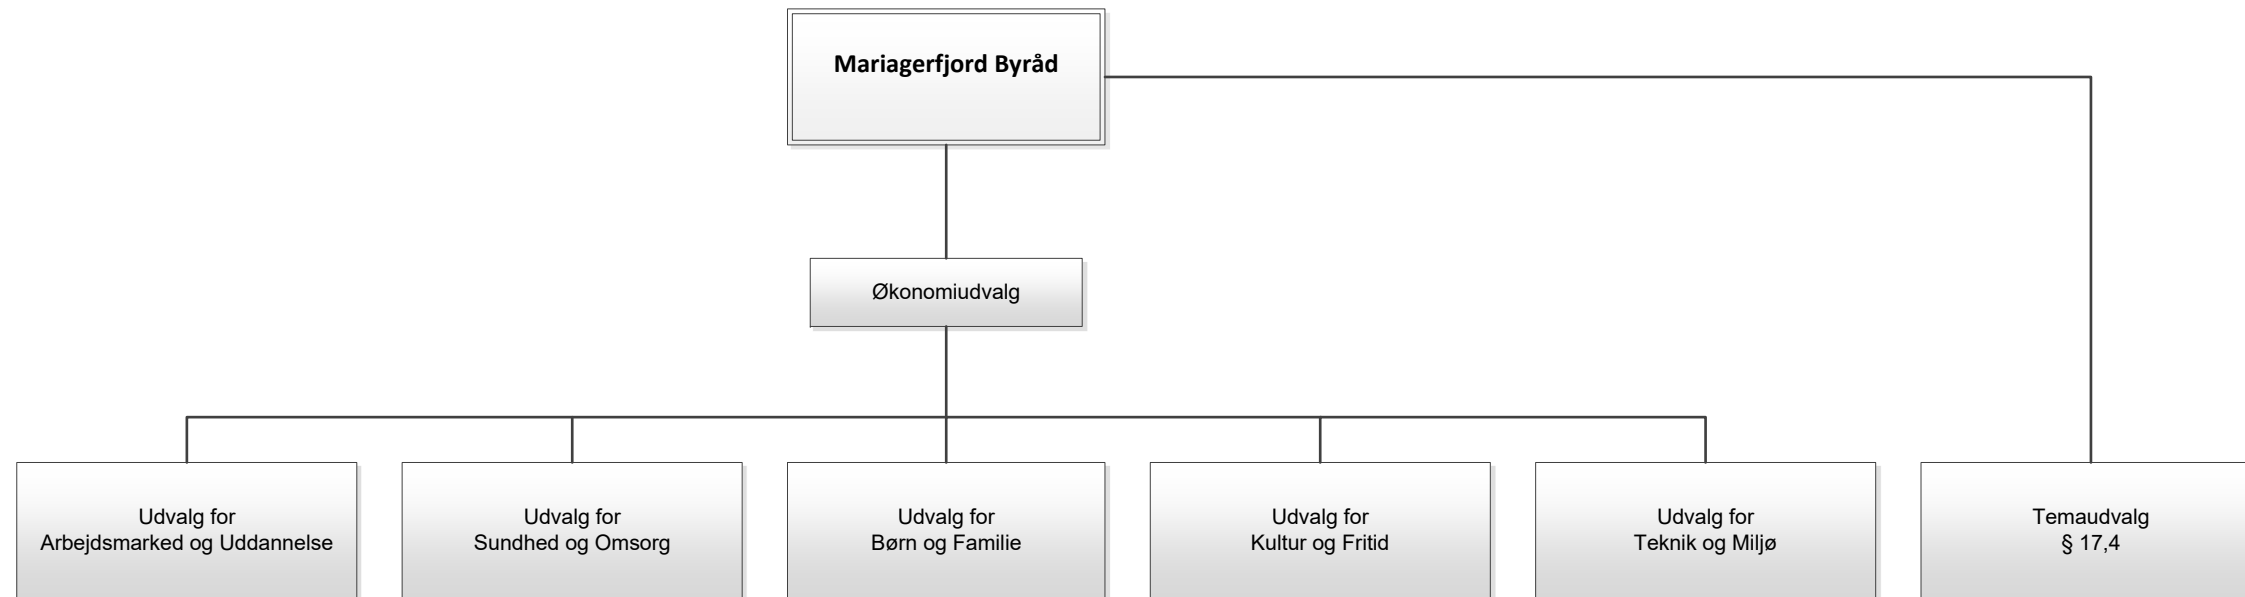 Mariagerfjord Byråd
Økonomiudvalg
Udvalg for
Arbejdsmarked og Uddannelse
Udvalg for
Sundhed og Omsorg
Udvalg for
Børn og Familie
Udvalg for
Kultur og Fritid
Udvalg for
Teknik og Miljø
Temaudvalg
§ 17,4